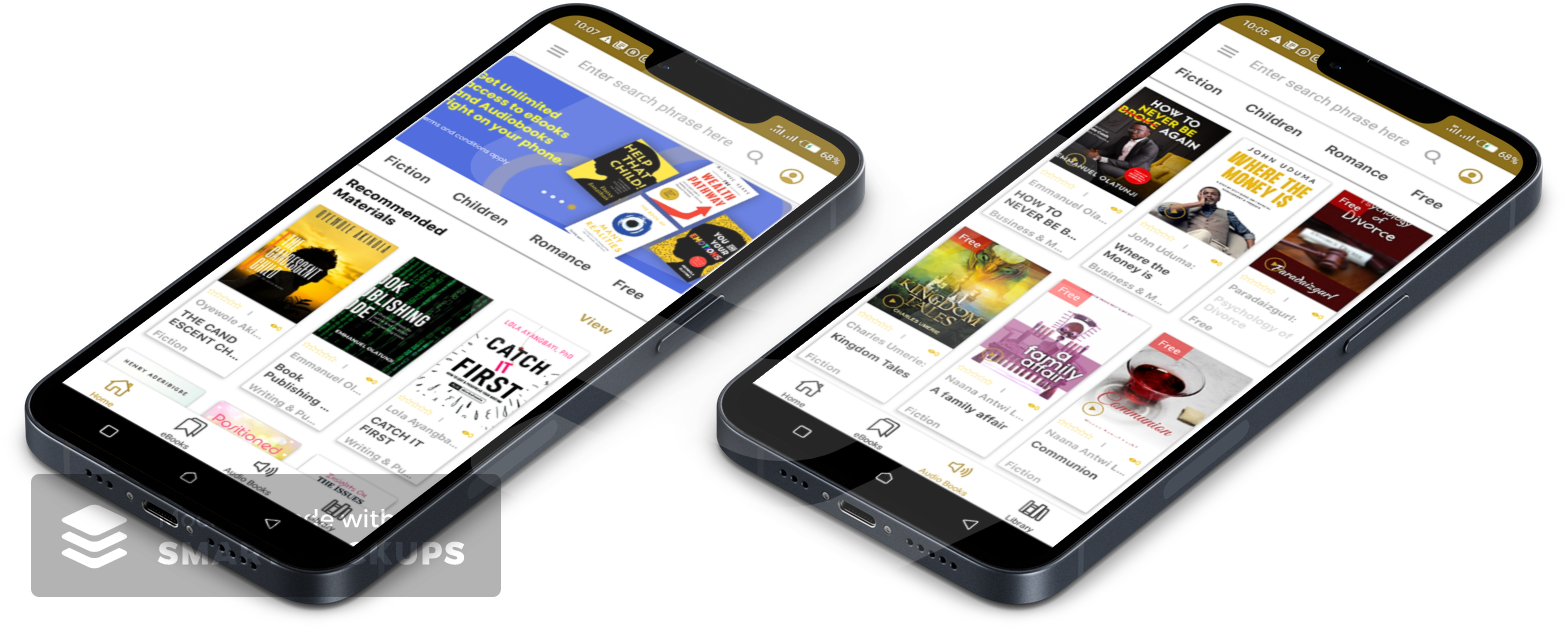 10:07
68%
Enter search phrase here
Get Unlimited
access to eBooks
and Audiobooks
right on your phone.
terms and conditions apply
HELP
THAT
CHILD!
WEALTH
PATHWAY
MANY
REALITIES
YOU IN
YOUR
EMOTIONS
Fiction
Children
Romance
Free
Recommended
Materials
View
OYEWOLE AKINOLA
Oyewole Aki...
THE CAND
ESCENT CH...
Fiction
BOOK
PUBLISHING
CODE
EMMANUEL OLATUNJI
Emmanuel Ol...
Book
Publishing ...
Writing & Pu...
LOLA AYANGBAYI, PhD
CATCH
IT
FIRST
Lola Ayangba...
CATCH IT
FIRST
Writing & Pu...
HENRY ADERIBIGBE
Positioned
THE ISSUES
Home
eBooks
Audio Books
Library
de with
SMA CKUPS
10:05
68%
Enter search phrase here
Fiction
Children
Romance
Free
HOW TO
NEVER BE
BROKE AGAIN
EMMANUEL OLATUNJI
Emmanuel Ola...
HOW TO
NEVER BE B...
Business & M...
JOHN UDUMA
WHERE THE
MONEY IS
John Uduma:
Where the
Money is
Business & M...
Free
Psychology
of
Divorce
Paradaizgurl
Paradaizgurl:
Psychology of
Divorce
Free
Free
KINGDOM
TALES
CHARLES UMERIE
Charles Umerie:
Kingdom Tales
Fiction
Free
a
family
affair
Naana Antwi L...
A family affair
Fiction
Free
Communion
Naana Antwi L...
Communion
Fiction
Home
eBooks
Audio Books
Library